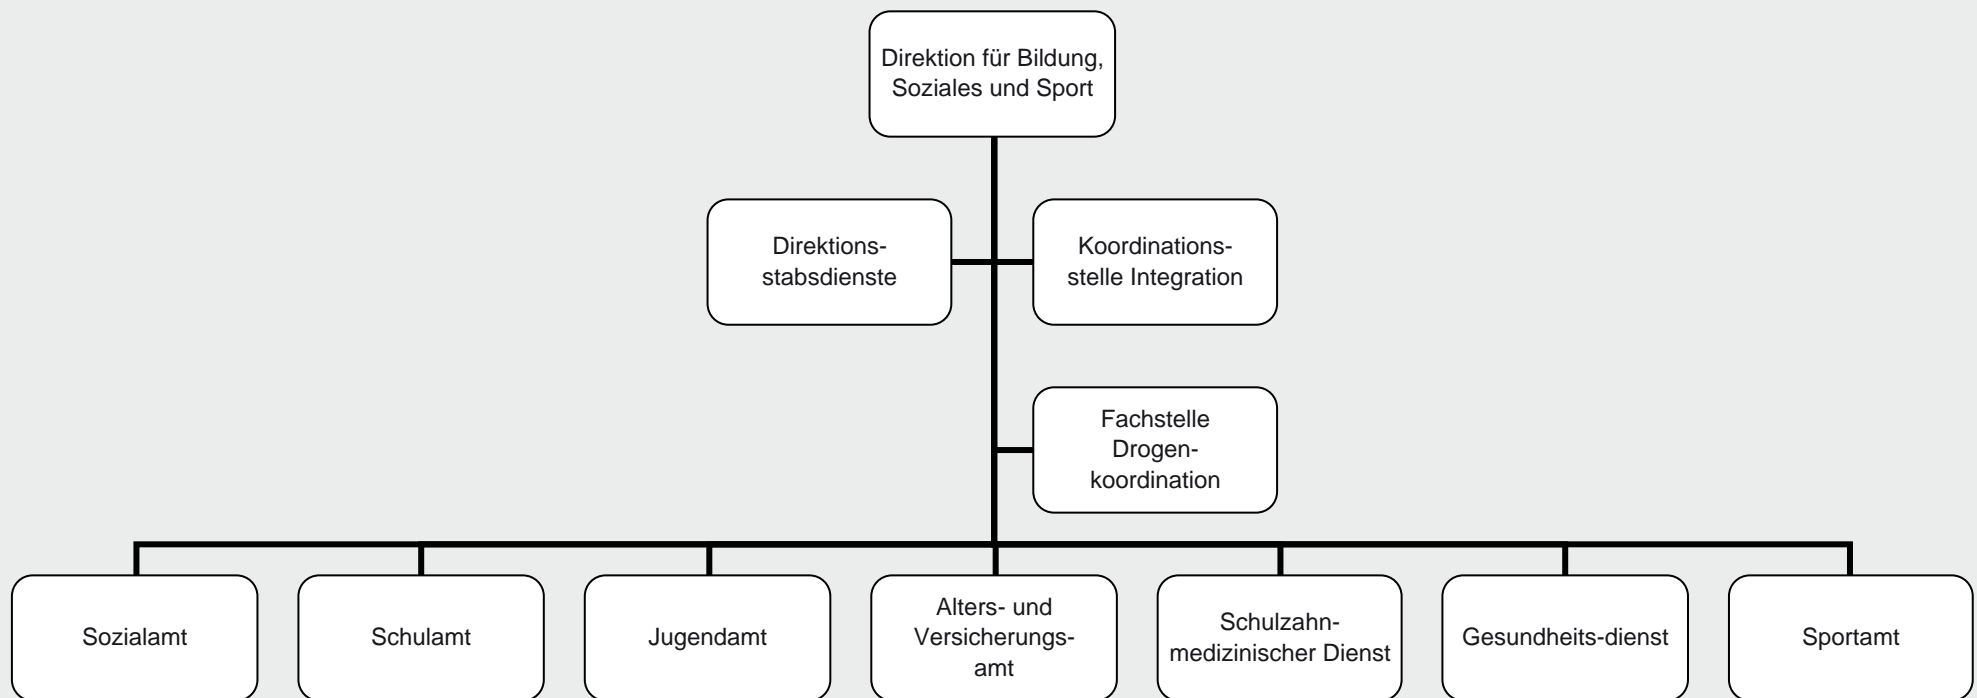 Direktion für Bildung,
Soziales und Sport
Direktions-
stabsdienste
Koordinations-
stelle Integration
Fachstelle
Drogen-
koordination
Sozialamt
Schulamt
Jugendamt
Alters- und
Versicherungs-
amt
Schulzahn-
medizinischer Dienst
Gesundheits-dienst
Sportamt